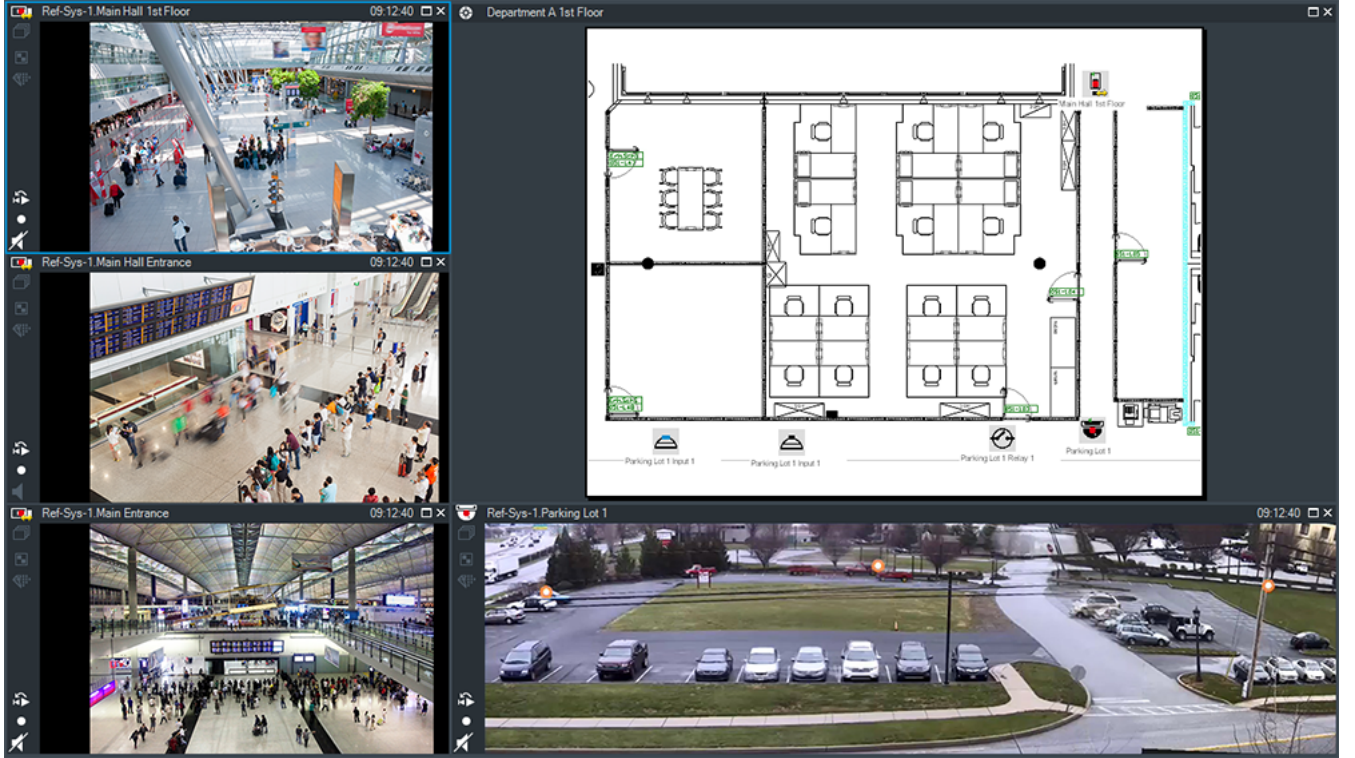 Ref-Sys-1.Main Hall 1st Floor
09:12:40
Department A 1st Floor
Main Hall 1st Floor
Ref-Sys-1.Main Hall Entrance
09:12:40
Parking Lot 1 Input 1
Parking Lot 1 Input 1
Parking Lot 1 Relay 1
Parking Lot 1
Ref-Sys-1.Main Entrance
09:12:40
Ref-Sys-1.Parking Lot 1
09:12:40